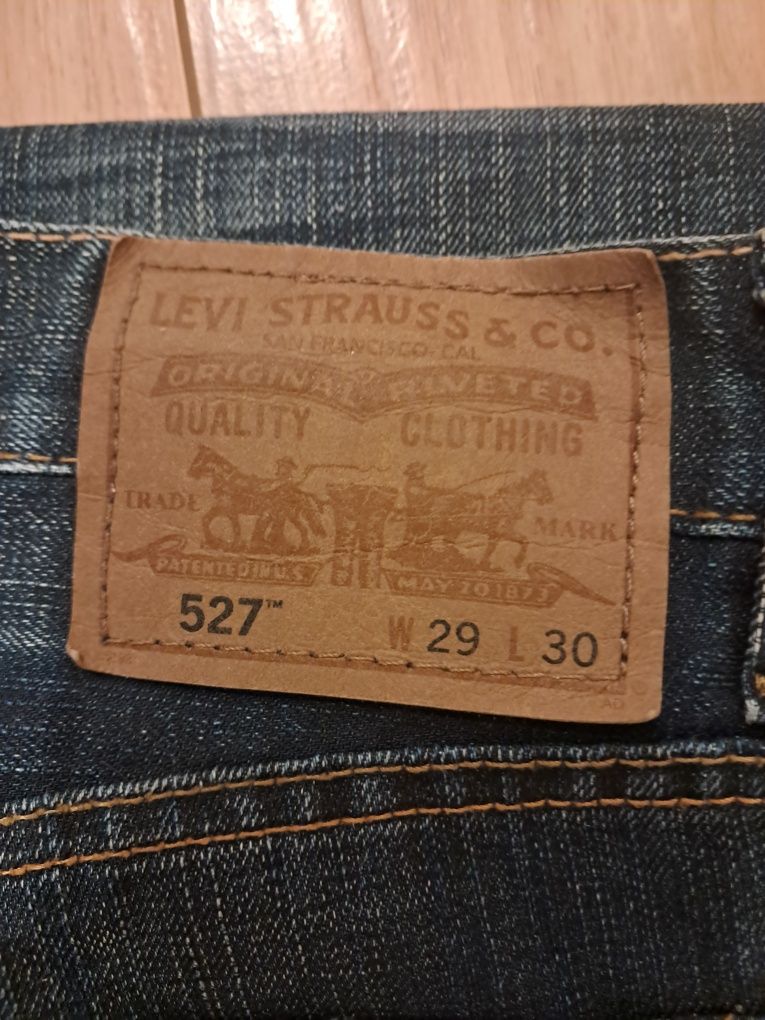 LEVI STRAUSS & CO.
SAN FRANCISCO-CAL
ORIGINAL RIVETED
QUALITY CLOTHING
TRADE MARK
PATENTED IN U.S MAY 20 1873
527™ W 29 L 30